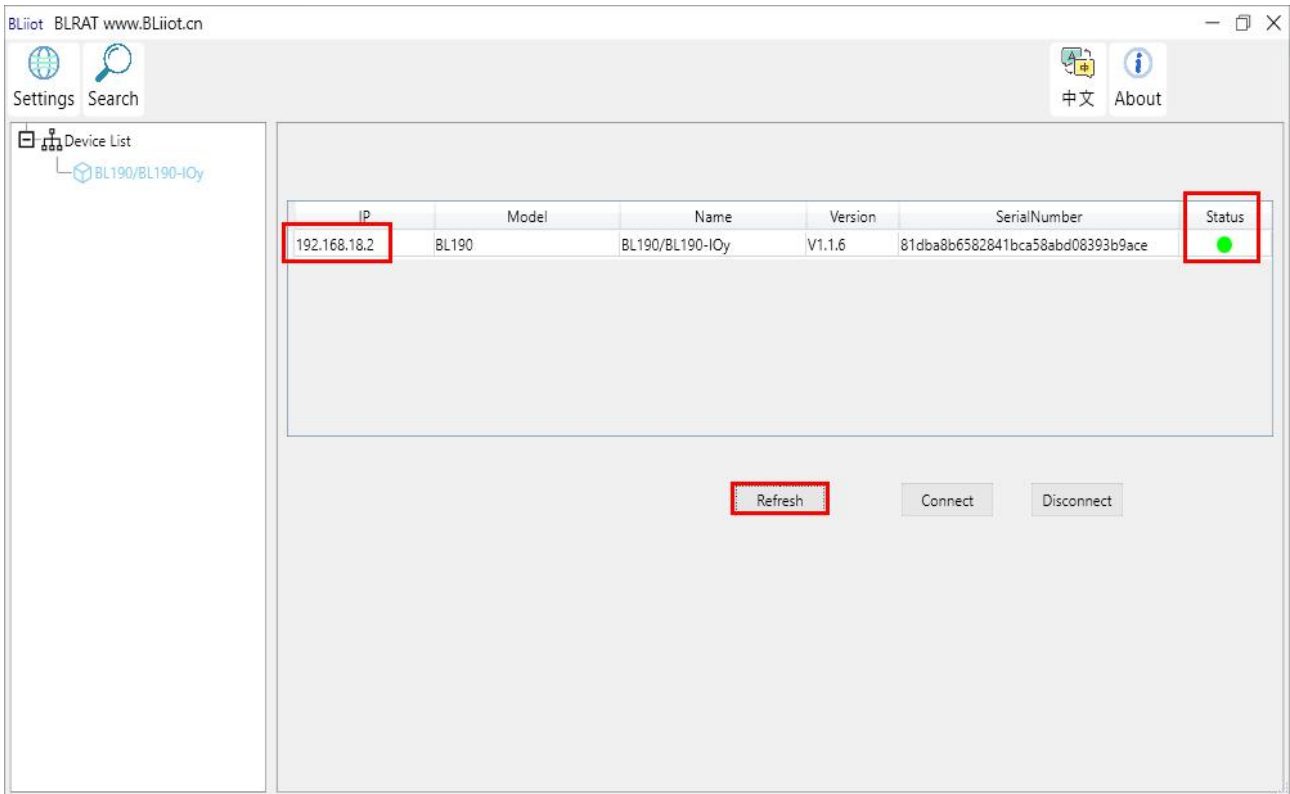 BLiiot BLRAT www.BLiiot.cn
Settings Search 中文 About
Device List
BL190/BL190-IOy
IP Model Name Version SerialNumber Status
192.168.18.2 BL190 BL190/BL190-IOy V1.1.6 81dba8b6582841bca58abd08393b9ace
Refresh Connect Disconnect